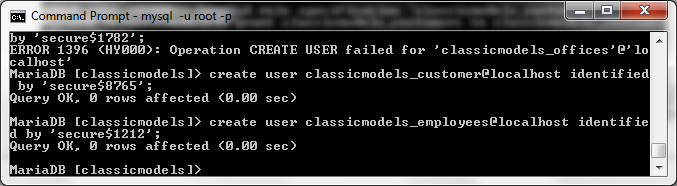 Command Prompt - mysql -u root -p
by 'secure$1782';
ERROR 1396 (HY000): Operation CREATE USER failed for 'classicmodels_offices'@'lo
calhost'
MariaDB [classicmodels]> create user classicmodels_customer@localhost identified
 by 'secure$8765';
Query OK, 0 rows affected (0.00 sec)

MariaDB [classicmodels]> create user classicmodels_employees@localhost identifie
d by 'secure$1212';
Query OK, 0 rows affected (0.00 sec)

MariaDB [classicmodels]>